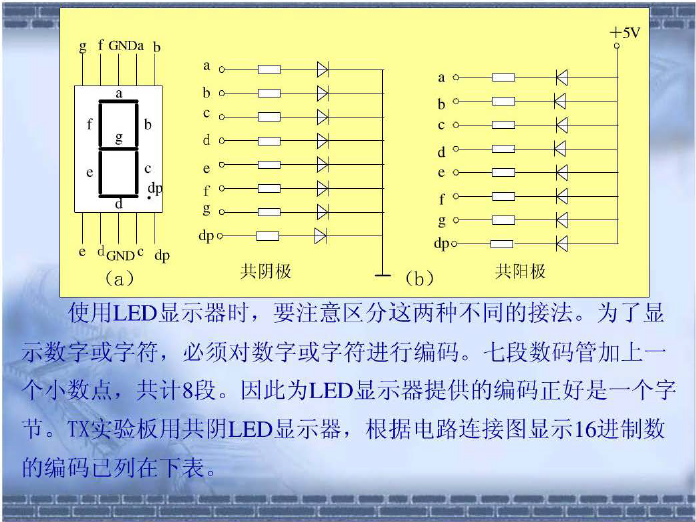 +5V
g f GND a b
a
f b
g
e c
d dp
e d GND c dp
(a)
a
b
c
d
e
f
g
dp
共阴极
(b)
a
b
c
d
e
f
g
dp
共阳极
使用LED显示器时，要注意区分这两种不同的接法。为了显
示数字或字符，必须对数字或字符进行编码。七段数码管加上一
个小数点，共计8段。因此为LED显示器提供的编码正好是一个字
节。TX实验板用共阴LED显示器，根据电路连接图显示16进制数
的编码已列在下表。